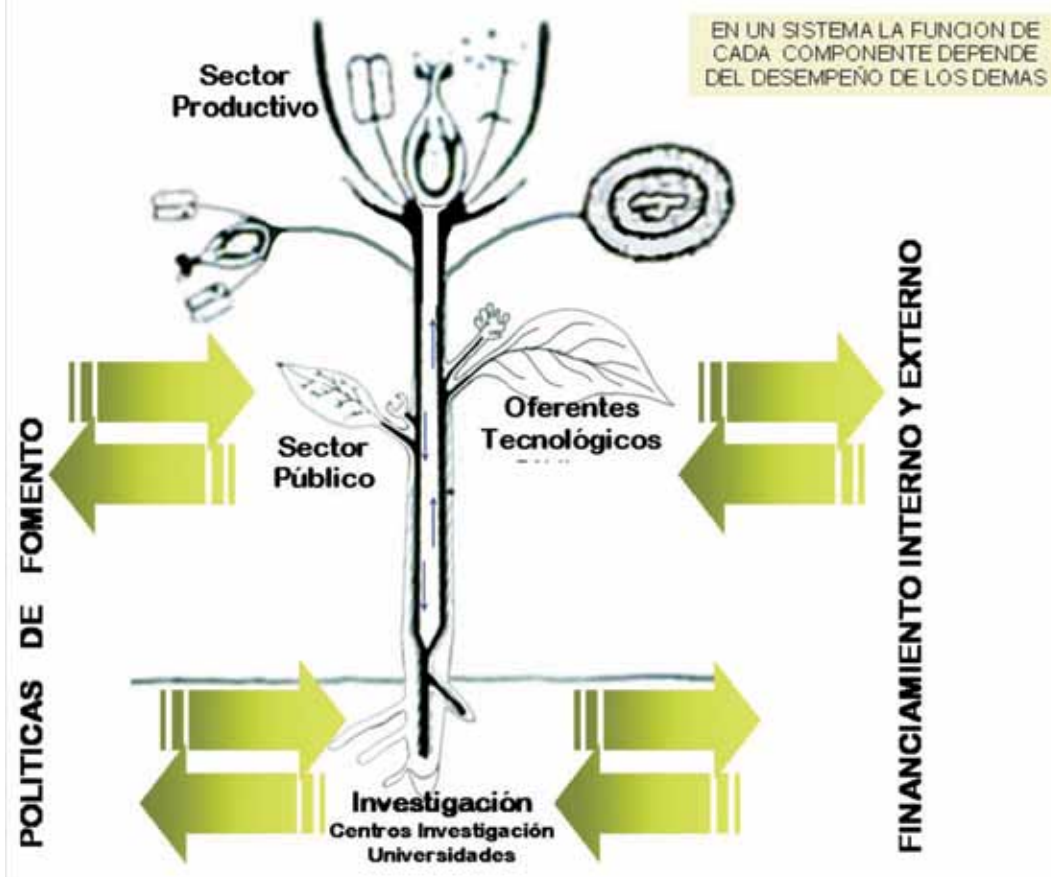 EN UN SISTEMA LA FUNCION DE
CADA COMPONENTE DEPENDE
DEL DESEMPEÑO DE LOS DEMAS
Sector
Productivo
Oferentes
Tecnológicos
Sector
Público
POLITICAS DE FOMENTO
FINANCIAMIENTO INTERNO Y EXTERNO
Investigación
Centros Investigación
Universidades